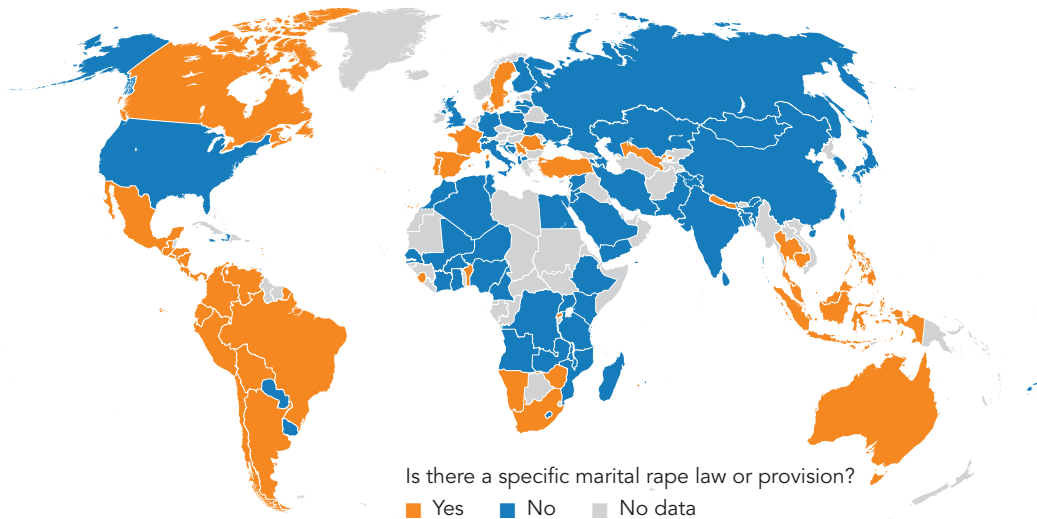 Is there a specific marital rape law or provision?
Yes No No data